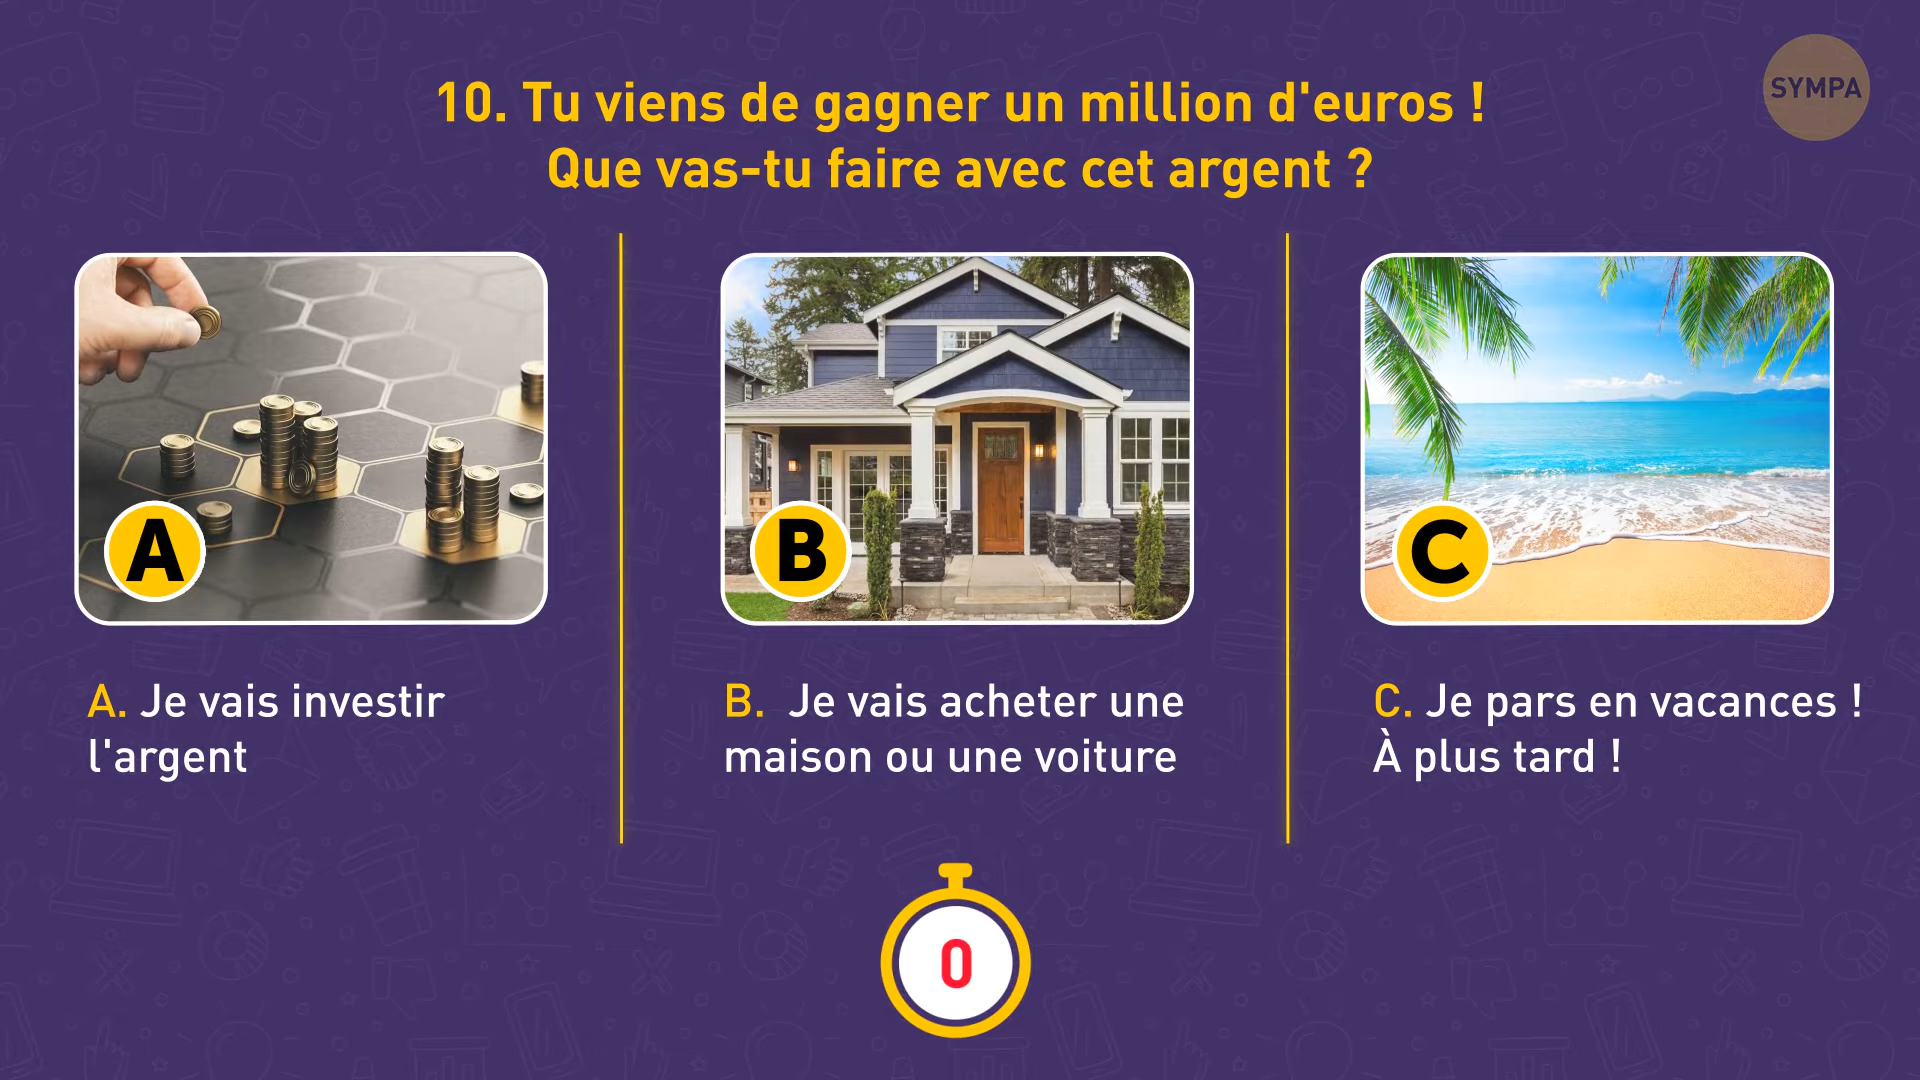 10. Tu viens de gagner un million d'euros !
Que vas-tu faire avec cet argent ?
SYMPA
A
B
C
A. Je vais investir
l'argent
B. Je vais acheter une
maison ou une voiture
C. Je pars en vacances !
À plus tard !
0